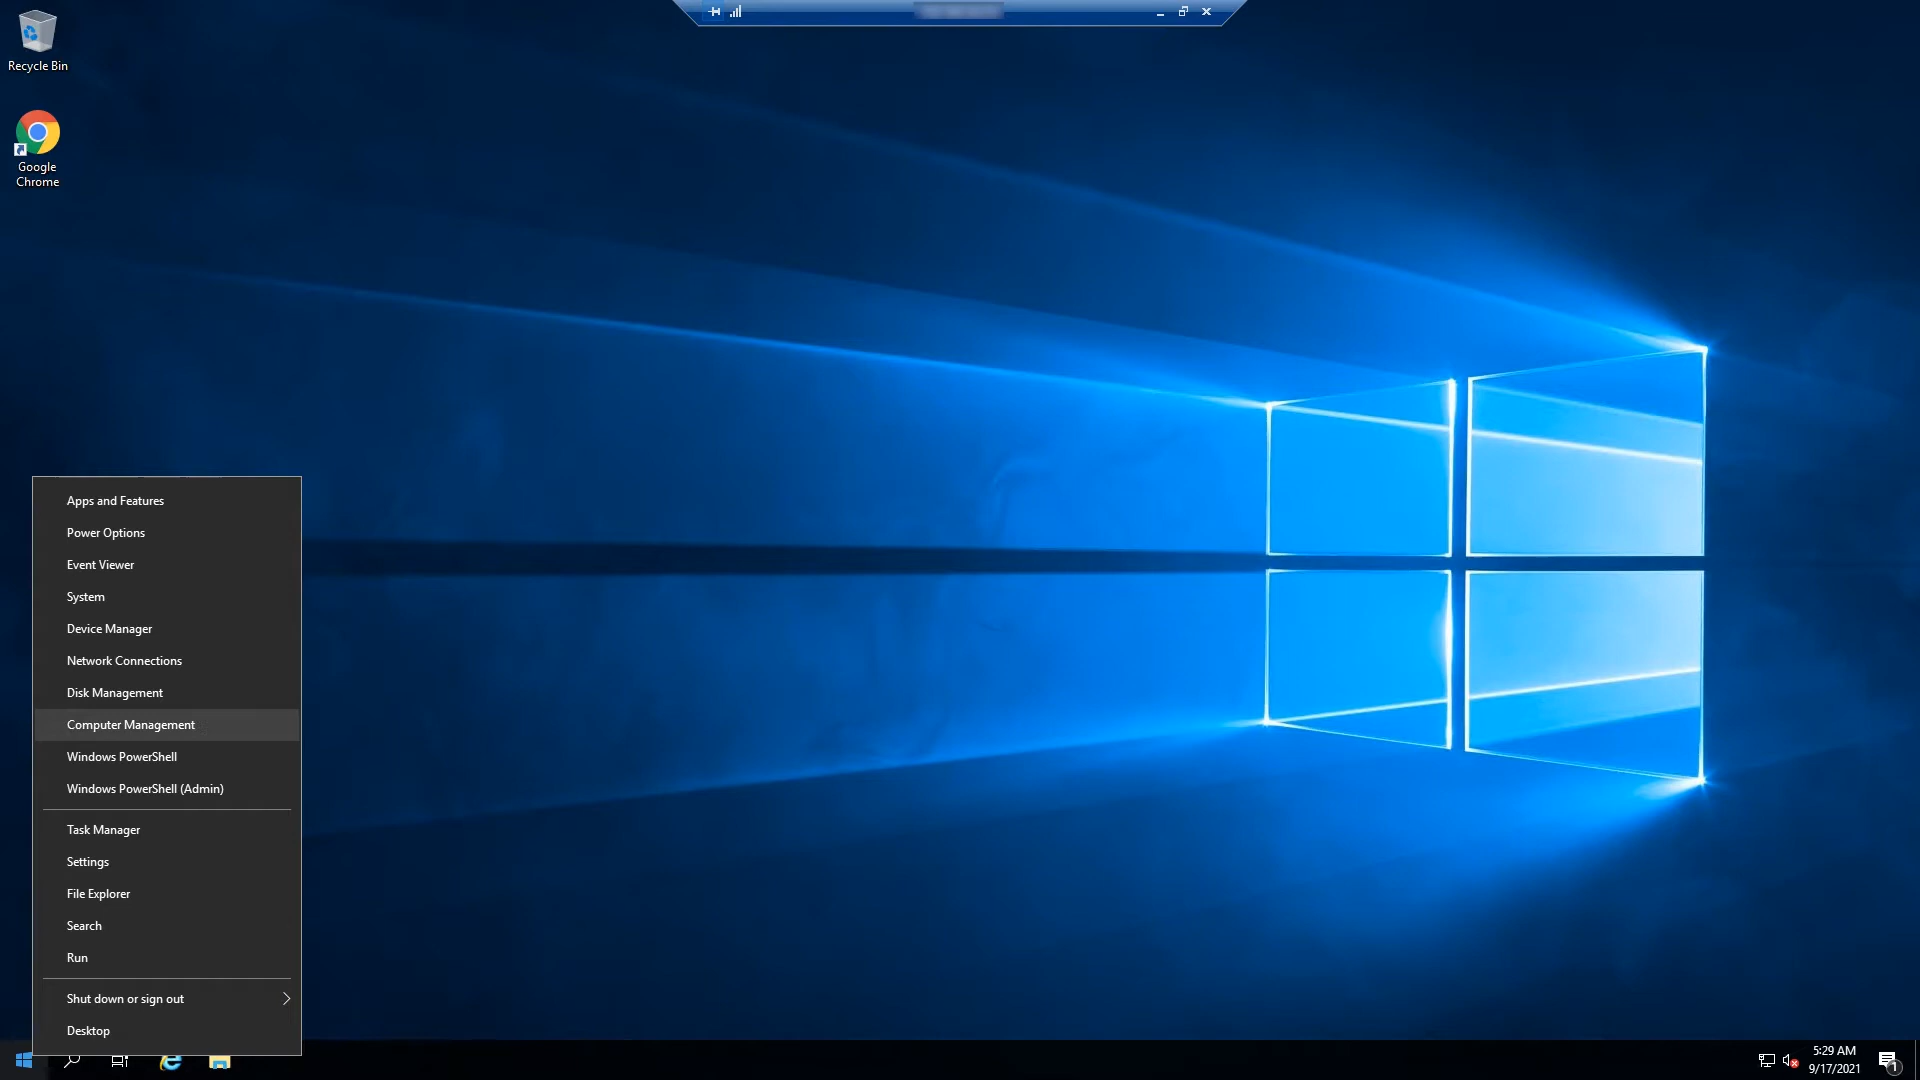 Recycle Bin
Google
Chrome
Apps and Features
Power Options
Event Viewer
System
Device Manager
Network Connections
Disk Management
Computer Management
Windows PowerShell
Windows PowerShell (Admin)
Task Manager
Settings
File Explorer
Search
Run
Shut down or sign out
Desktop
5:29 AM
9/17/2021
1